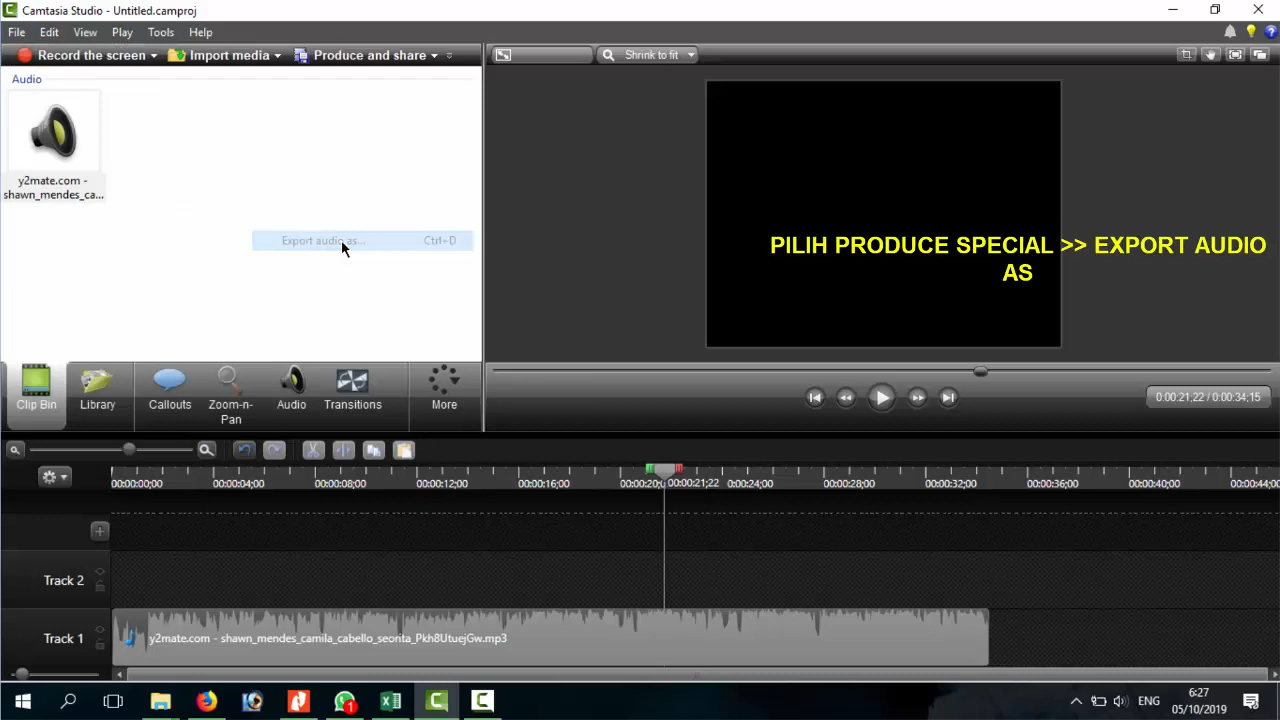 Camtasia Studio - Untitled.camproj
File Edit View Play Tools Help
Record the screen Import media Produce and share
Shrink to fit
Audio
y2mate.com -
shawn_mendes_ca...
Export audio as... Ctrl+D
PILIH PRODUCE SPECIAL >> EXPORT AUDIO
AS
Clip Bin Library Callouts Zoom-n-
Pan Audio Transitions More
0:00:21;22 / 0:00:34;15
00:00:00;00 00:00:04;00 00:00:08;00 00:00:12;00 00:00:16;00 00:00:20;0 00:00:21;22 0:00:24;00 00:00:28;00 00:00:32;00 00:00:36;00 00:00:40;00 00:00:44;00
Track 2
Track 1
y2mate.com - shawn_mendes_camila_cabello_seorita_Pkh8UtuejGw.mp3
ENG
6:27
05/10/2019